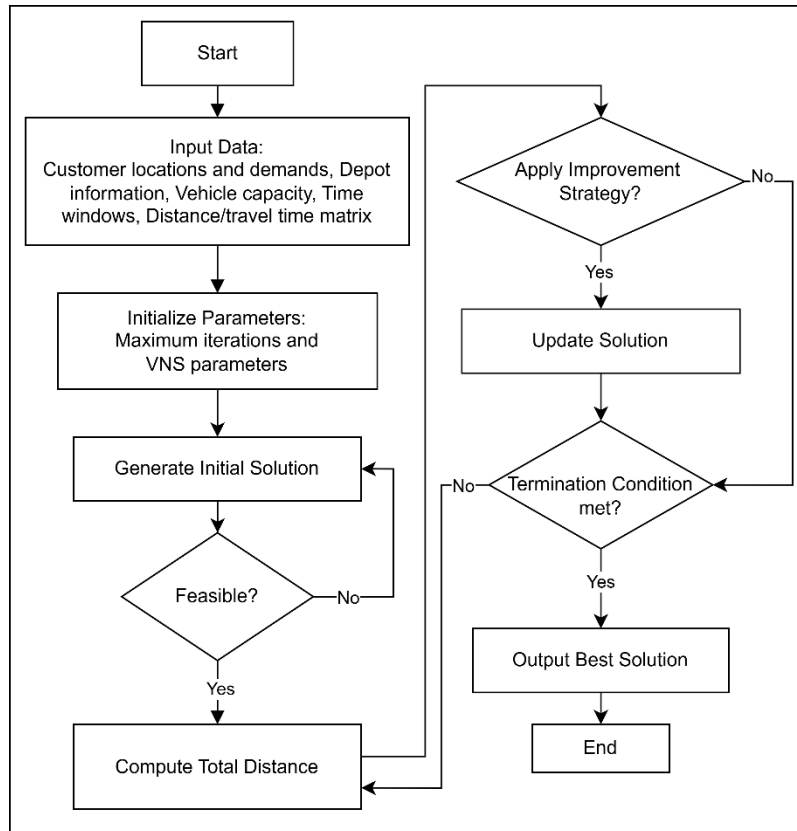 Start
Input Data:
Customer locations and demands, Depot
information, Vehicle capacity, Time
windows, Distance/travel time matrix
Initialize Parameters:
Maximum iterations and
VNS parameters
Generate Initial Solution
Feasible?
No
Yes
Compute Total Distance
Apply Improvement
Strategy?
No
Yes
Update Solution
No
Termination Condition
met?
Yes
Output Best Solution
End